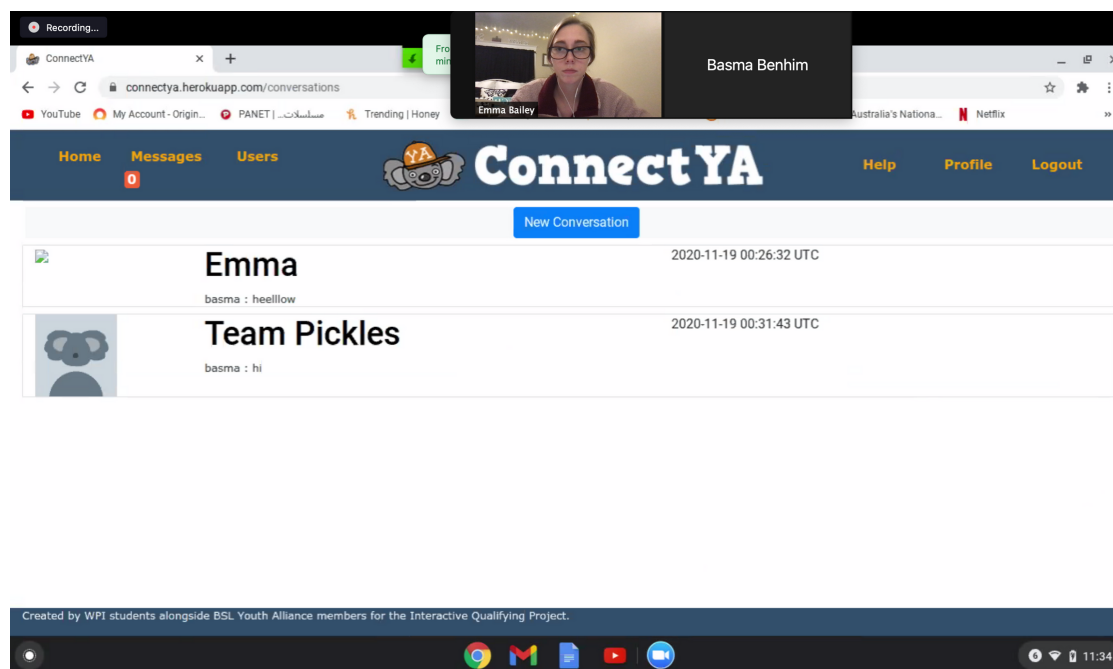 Recording...
ConnectYA
Fro
min
Emma Bailey
Basma Benhim
connectya.herokuapp.com/conversations
YouTube
My Account - Origin...
PANET | ...مسلسلات
Trending | Honey
Australia's Nationa...
Netflix
Home
Messages
0
Users
YA
ConnectYA
Help
Profile
Logout
New Conversation
Emma
2020-11-19 00:26:32 UTC
basma : heelllow
Team Pickles
2020-11-19 00:31:43 UTC
basma : hi
Created by WPI students alongside BSL Youth Alliance members for the Interactive Qualifying Project.
6
11:34